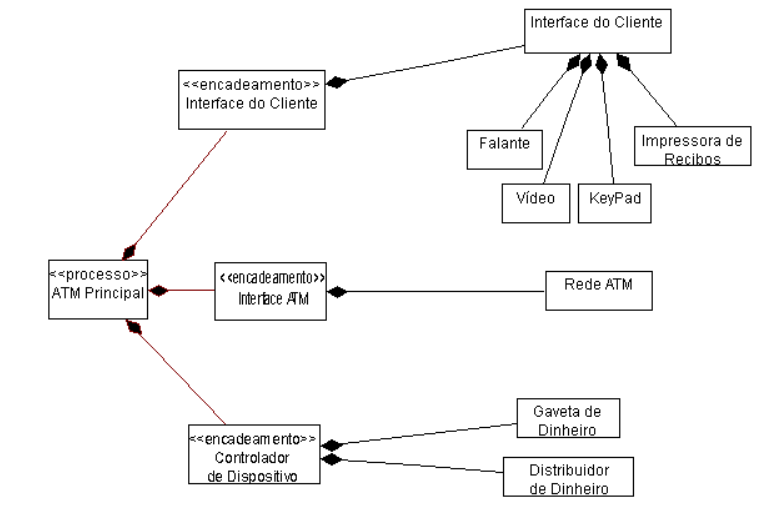 Interface do Cliente
<<encadeamento>>
Interface do Cliente
Falante
Impressora de
Recibos
Vídeo
KeyPad
<<processo>>
ATM Principal
<<encadeamento>>
Interface ATM
Rede ATM
Gaveta de
Dinheiro
<<encadeamento>>
Controlador
de Dispositivo
Distribuidor
de Dinheiro